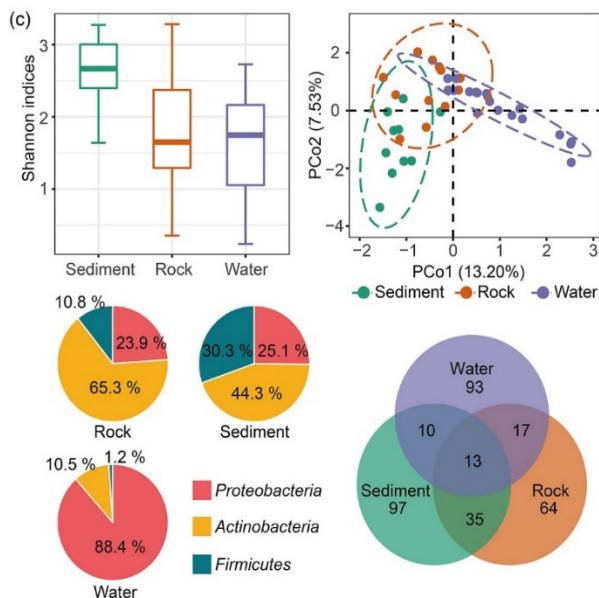 (c)
Shannon indices
3
2
1
Sediment Rock Water
PCo2 (7.53%)
2
0
−2
−4
−2 −1 0 1 2 3
PCo1 (13.20%)
Sediment Rock Water
10.8 %
23.9 %
65.3 %
Rock
30.3 %
25.1 %
44.3 %
Sediment
10.5 %
1.2 %
88.4 %
Water
Proteobacteria
Actinobacteria
Firmicutes
Water
93
10
17
13
Sediment
97
Rock
64
35